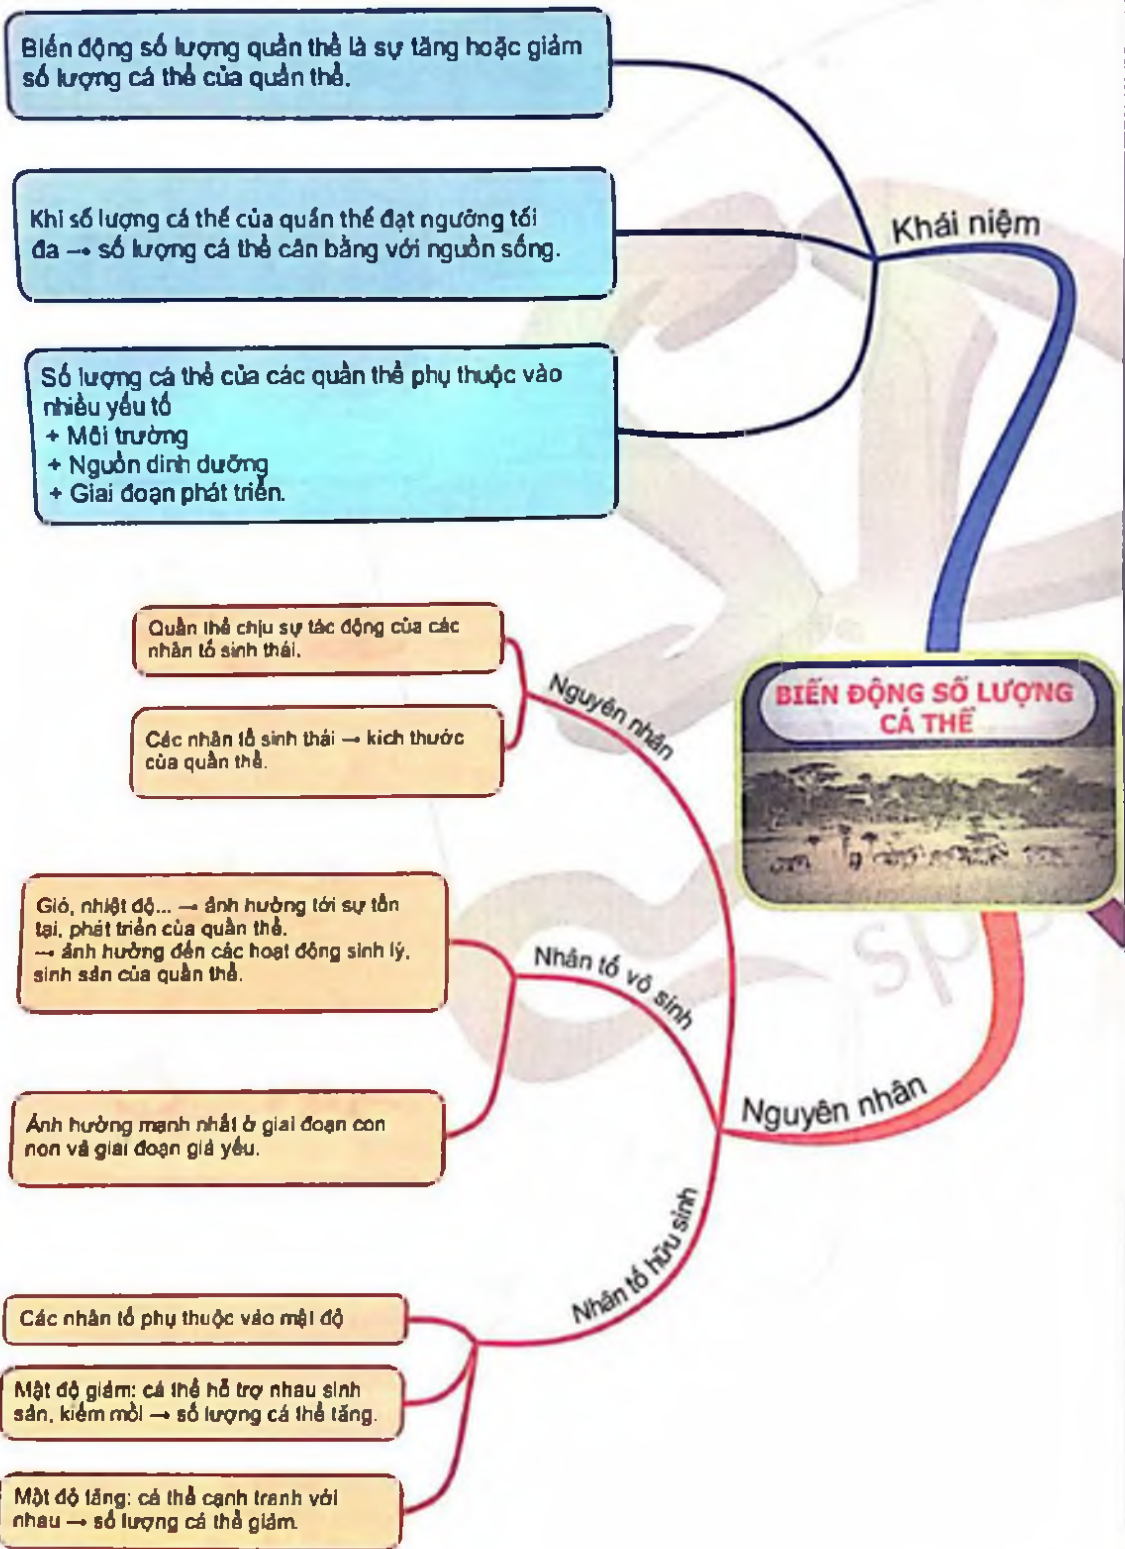 Biến động số lượng quần thể là sự tăng hoặc giảm
số lượng cá thể của quần thể.
Khi số lượng cá thể của quần thể đạt ngưỡng tối
đa → số lượng cá thể cân bằng với nguồn sống.
Khái niệm
Số lượng cá thể của các quần thể phụ thuộc vào
nhiều yếu tố
+ Môi trường
+ Nguồn dinh dưỡng
+ Giai đoạn phát triển.
BIẾN ĐỘNG SỐ LƯỢNG
CÁ THỂ
Quần thể chịu sự tác động của các
nhân tố sinh thái.
Các nhân tố sinh thái → kích thước
của quần thể.
Nguyên nhân
Gió, nhiệt độ... → ảnh hưởng tới sự tồn
tại, phát triển của quần thể.
→ ảnh hưởng đến các hoạt động sinh lý,
sinh sản của quần thể.
Nhân tố vô sinh
Ảnh hưởng mạnh nhất ở giai đoạn con
non và giai đoạn già yếu.
Nguyên nhân
Nhân tố hữu sinh
Các nhân tố phụ thuộc vào mật độ
Mật độ giảm: cá thể hỗ trợ nhau sinh
sản, kiếm mồi → số lượng cá thể tăng.
Mật độ tăng: cá thể cạnh tranh với
nhau → số lượng cá thể giảm.